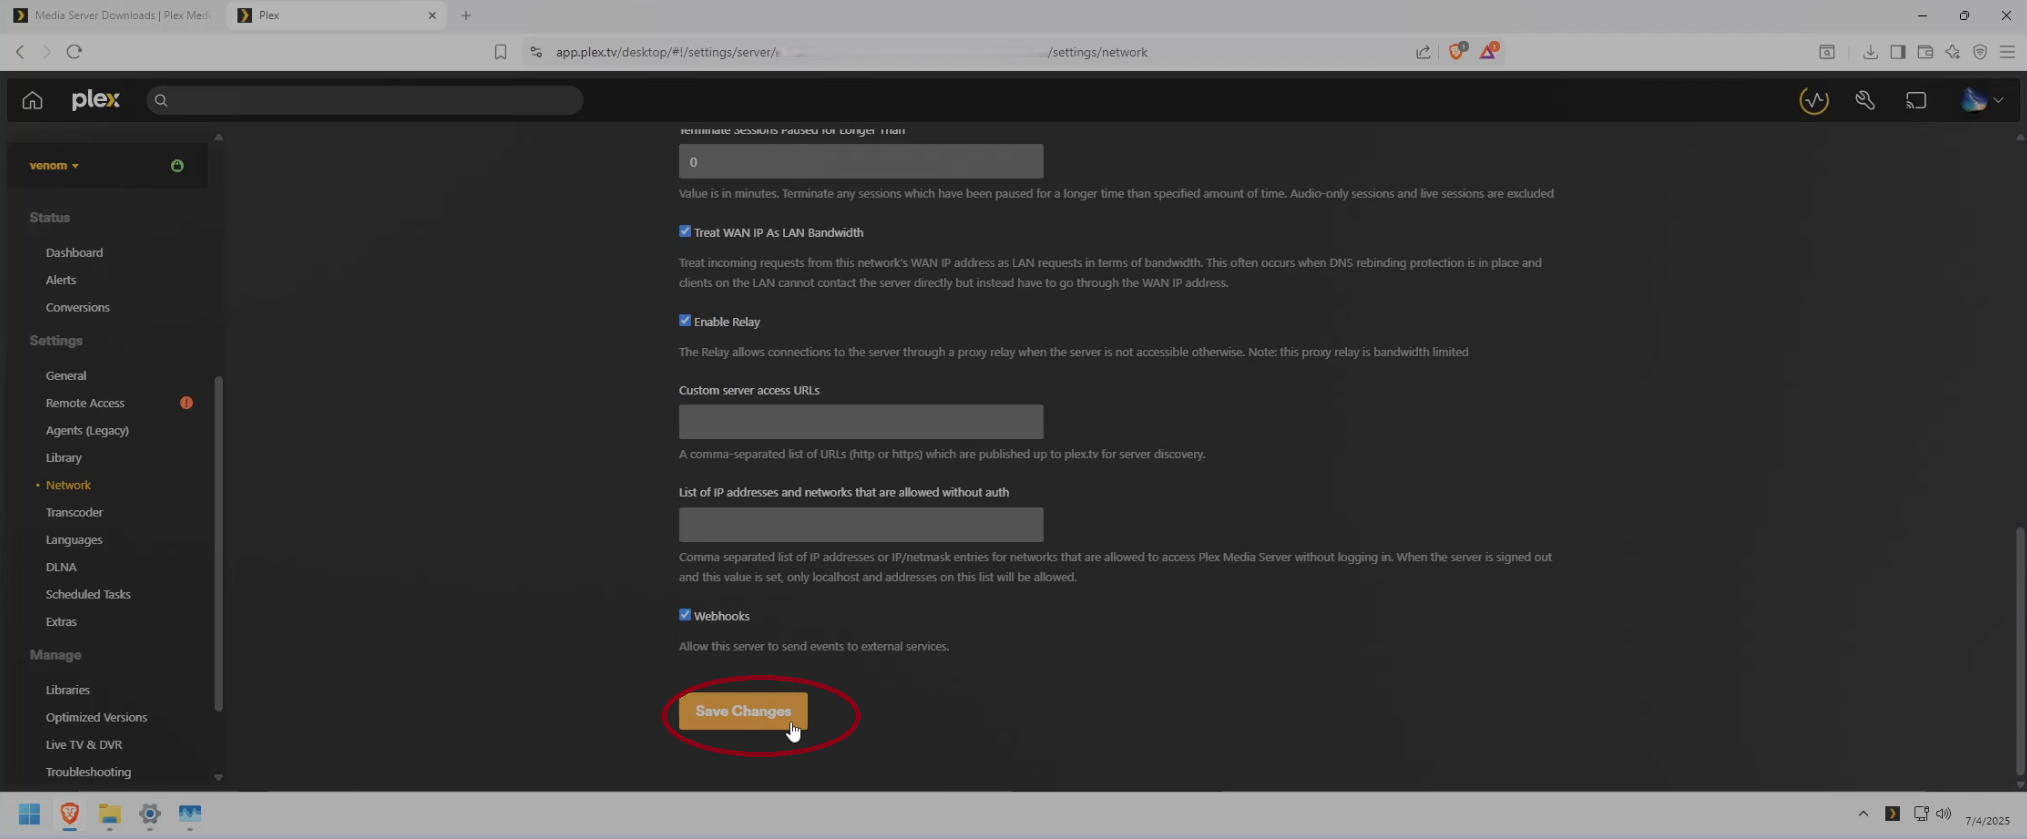 Media Server Downloads | Plex Med
Plex
app.plex.tv/desktop/#!/settings/server/
/settings/network
plex
venom
Status
Dashboard
Alerts
Conversions
Settings
General
Remote Access
Agents (Legacy)
Library
Network
Transcoder
Languages
DLNA
Scheduled Tasks
Extras
Manage
Libraries
Optimized Versions
Live TV & DVR
Troubleshooting
Terminate Sessions Paused for Longer Than
0
Value is in minutes. Terminate any sessions which have been paused for a longer time than specified amount of time. Audio-only sessions and live sessions are excluded
Treat WAN IP As LAN Bandwidth
Treat incoming requests from this network's WAN IP address as LAN requests in terms of bandwidth. This often occurs when DNS rebinding protection is in place and
clients on the LAN cannot contact the server directly but instead have to go through the WAN IP address.
Enable Relay
The Relay allows connections to the server through a proxy relay when the server is not accessible otherwise. Note: this proxy relay is bandwidth limited
Custom server access URLs
A comma-separated list of URLs (http or https) which are published up to plex.tv for server discovery.
List of IP addresses and networks that are allowed without auth
Comma separated list of IP addresses or IP/netmask entries for networks that are allowed to access Plex Media Server without logging in. When the server is signed out
and this value is set, only localhost and addresses on this list will be allowed.
Webhooks
Allow this server to send events to external services.
Save Changes
7/4/2025